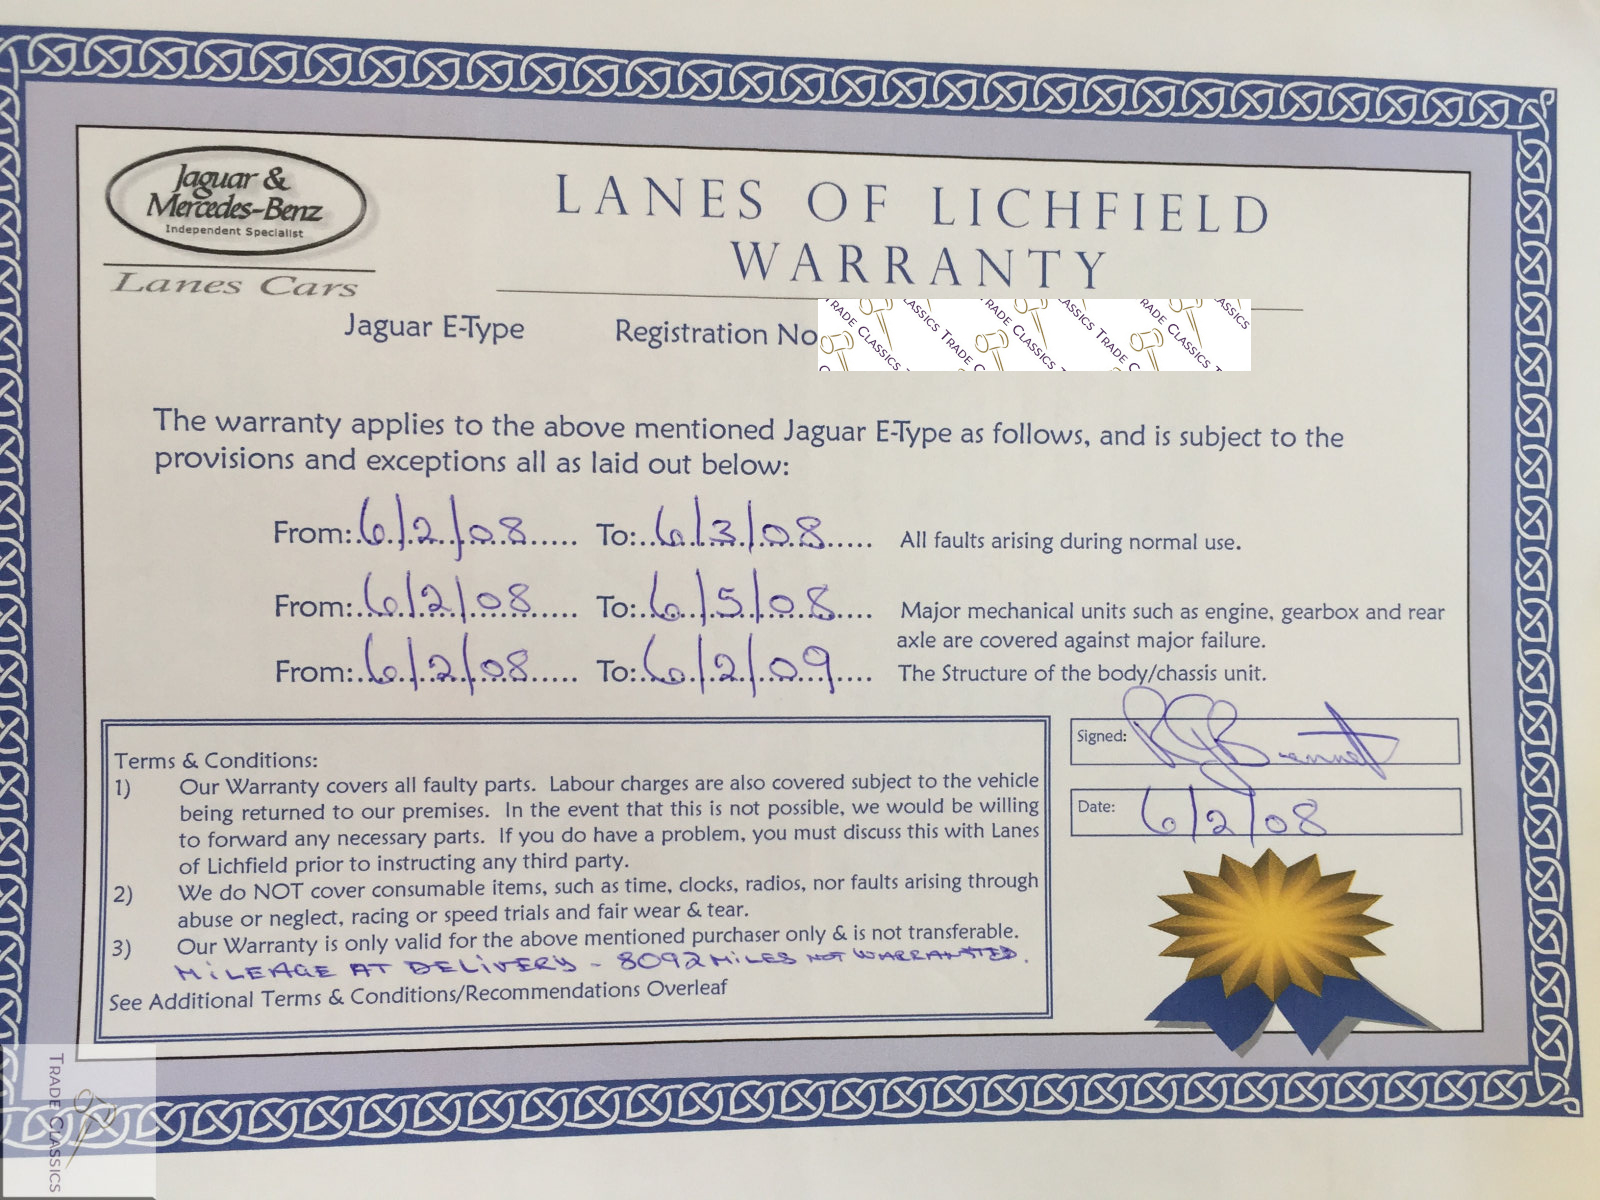 Jaguar &
Mercedes-Benz
Independent Specialist
Lanes Cars
LANES OF LICHFIELD
WARRANTY
Jaguar E-Type Registration No
TRADE CLASSICS TRADE CLASSICS TRADE CLASSICS
The warranty applies to the above mentioned Jaguar E-Type as follows, and is subject to the
provisions and exceptions all as laid out below:
From:.6/2/08..... To:..6/3/08..... All faults arising during normal use.
From:.6/2/08..... To:.6/5/08.... Major mechanical units such as engine, gearbox and rear
axle are covered against major failure.
From:.6/2/08..... To:.6/2/09.... The Structure of the body/chassis unit.
Signed: RJBennett
Date: 6/2/08
Terms & Conditions:
1) Our Warranty covers all faulty parts. Labour charges are also covered subject to the vehicle
being returned to our premises. In the event that this is not possible, we would be willing
to forward any necessary parts. If you do have a problem, you must discuss this with Lanes
of Lichfield prior to instructing any third party.
2) We do NOT cover consumable items, such as time, clocks, radios, nor faults arising through
abuse or neglect, racing or speed trials and fair wear & tear.
3) Our Warranty is only valid for the above mentioned purchaser only & is not transferable.
MILEAGE AT DELIVERY - 8092 MILES NOT WARRANTED.
See Additional Terms & Conditions/Recommendations Overleaf
TRADE CLASSICS